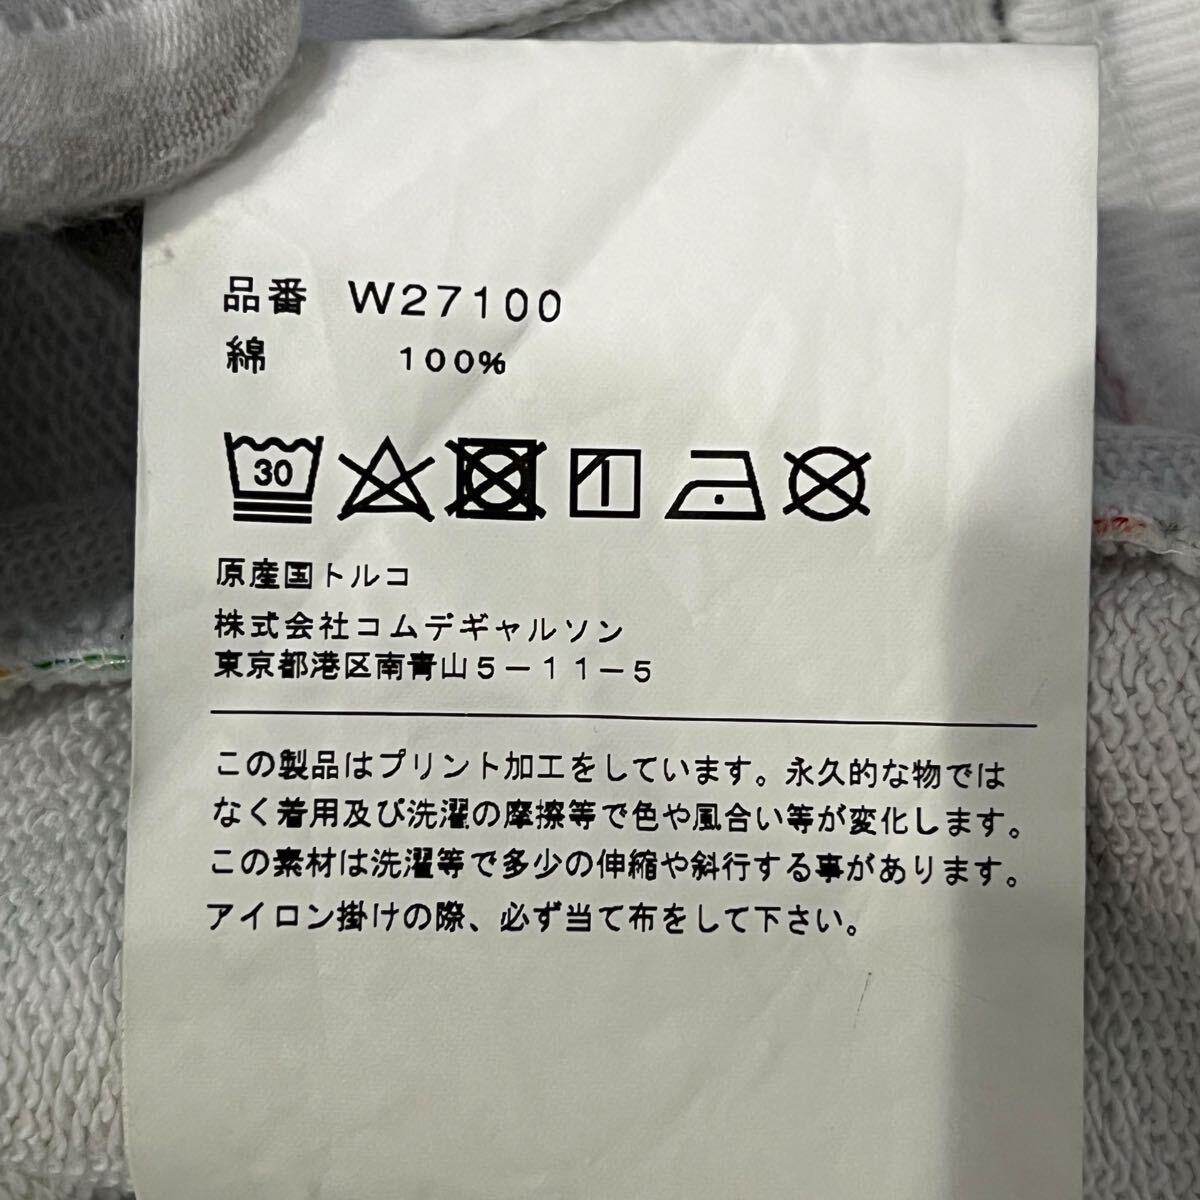 品番 W27100
綿 100%
30
原産国トルコ
株式会社コムデギャルソン
東京都港区南青山5-11-5
この製品はプリント加工をしています。永久的な物では
なく着用及び洗濯の摩擦等で色や風合い等が変化します。
この素材は洗濯等で多少の伸縮や斜行する事があります。
アイロン掛けの際、必ず当て布をして下さい。